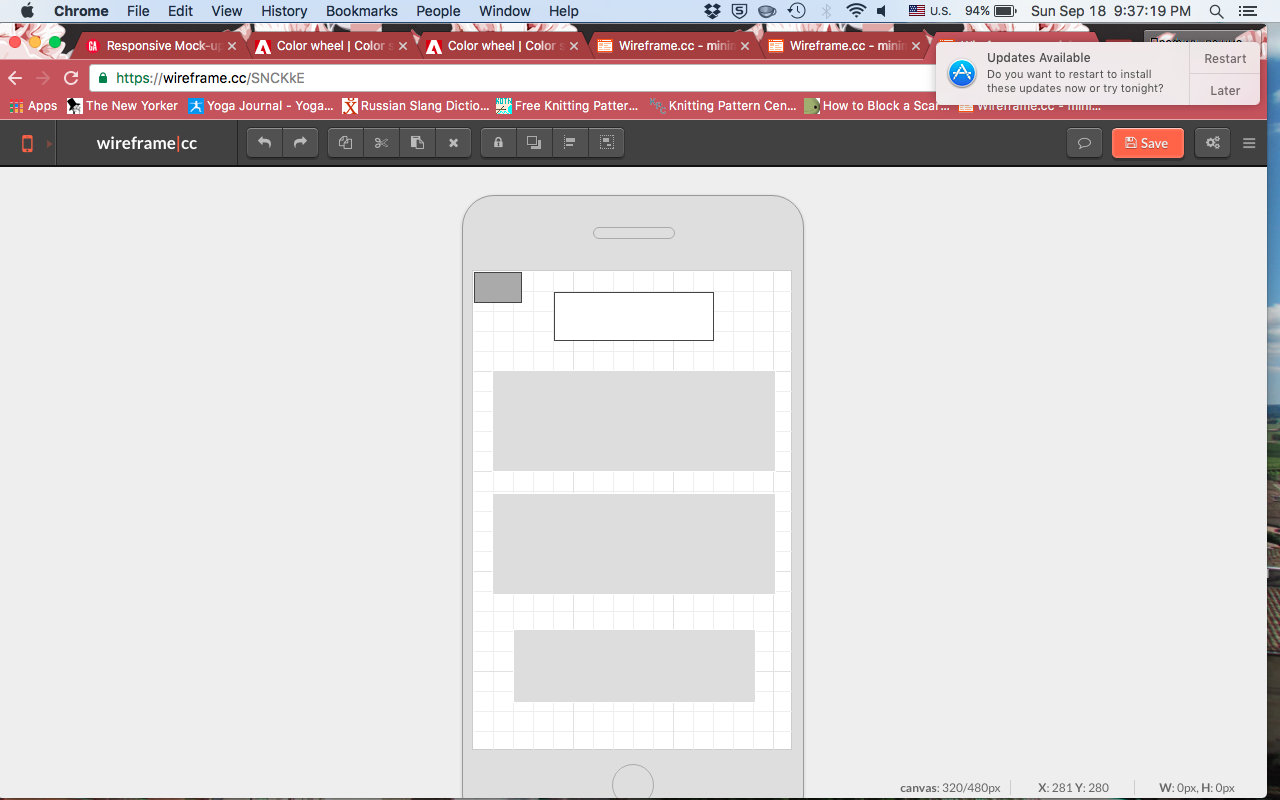 Chrome File Edit View History Bookmarks People Window Help 5 U.S. 94% Sun Sep 18 9:37:19 PM
GA Responsive Mock-u Color wheel | Color s Color wheel | Color s Wireframe.cc - minin Wireframe.cc - minin
Updates Available
Do you want to restart to install
these updates now or try tonight?
Restart
Later
https://wireframe.cc/SNCKkE
Apps The New Yorker Yoga Journal - Yoga... Russian Slang Dictio... Free Knitting Patter... Knitting Pattern Cen... How to Block a Scar... Wireframe.cc - mini...
wireframe|cc Save
canvas: 320/480px X: 281 Y: 280 W: 0px, H: 0px